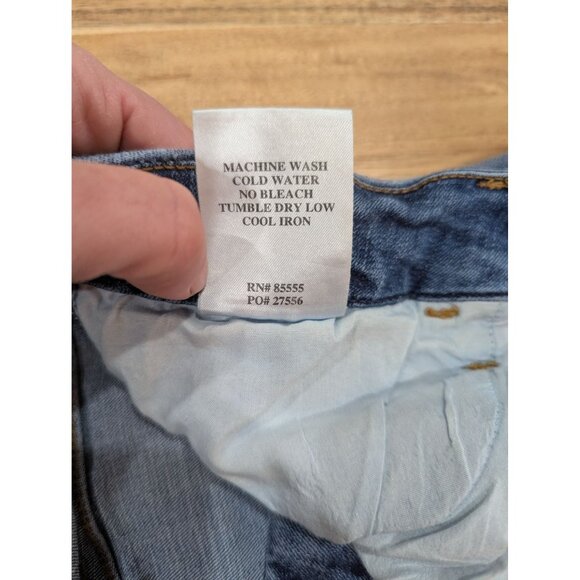 MACHINE WASH
COLD WATER
NO BLEACH
TUMBLE DRY LOW
COOL IRON
RN# 85555
PO# 27556